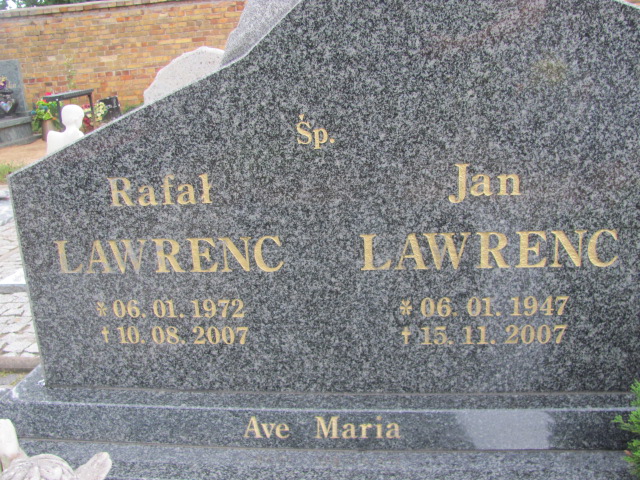 Śp.
Rafał
LAWRENC
* 06. 01. 1972
† 10. 08. 2007
Jan
LAWRENC
* 06. 01. 1947
† 15. 11. 2007
Ave Maria